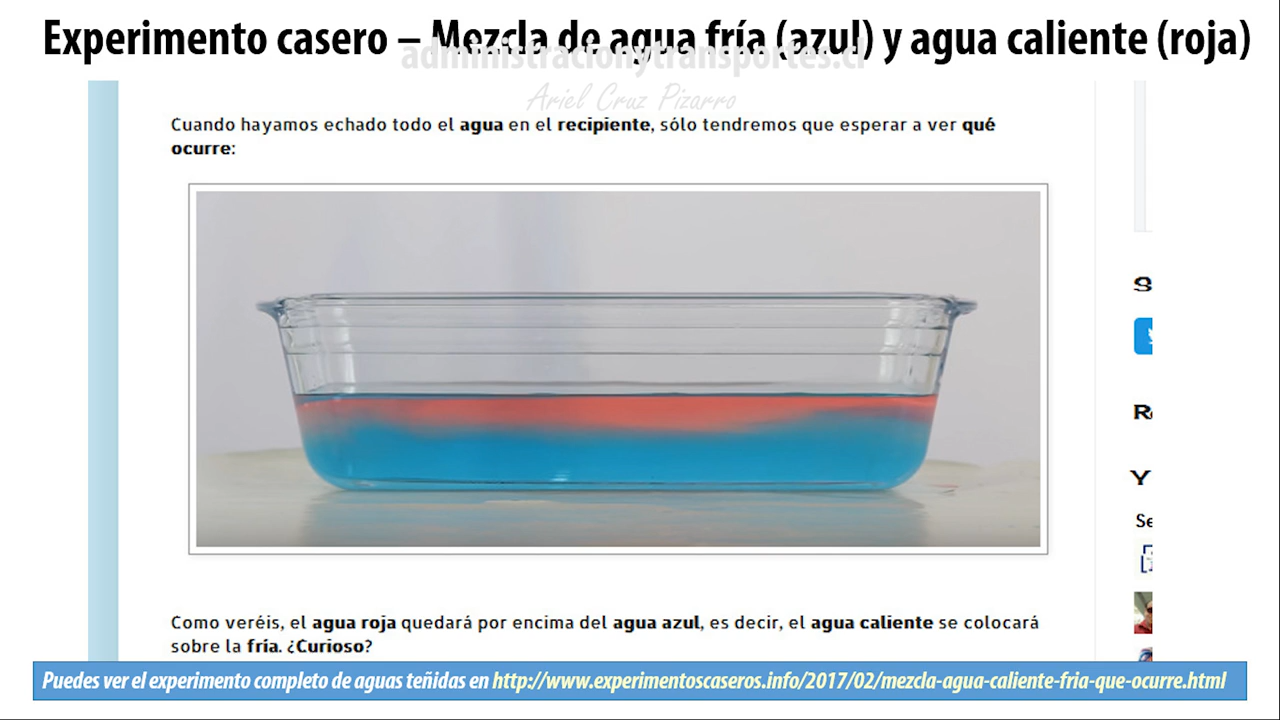 Experimento casero – Mezcla de agua fría (azul) y agua caliente (roja)
administracionytransportes.cl
Ariel Cruz Pizarro
Cuando hayamos echado todo el agua en el recipiente, sólo tendremos que esperar a ver qué
ocurre:
S
R
Y
Se
Como veréis, el agua roja quedará por encima del agua azul, es decir, el agua caliente se colocará
sobre la fría. ¿Curioso?
Puedes ver el experimento completo de aguas teñidas en http://www.experimentoscaseros.info/2017/02/mezcla-agua-caliente-fria-que-ocurre.html